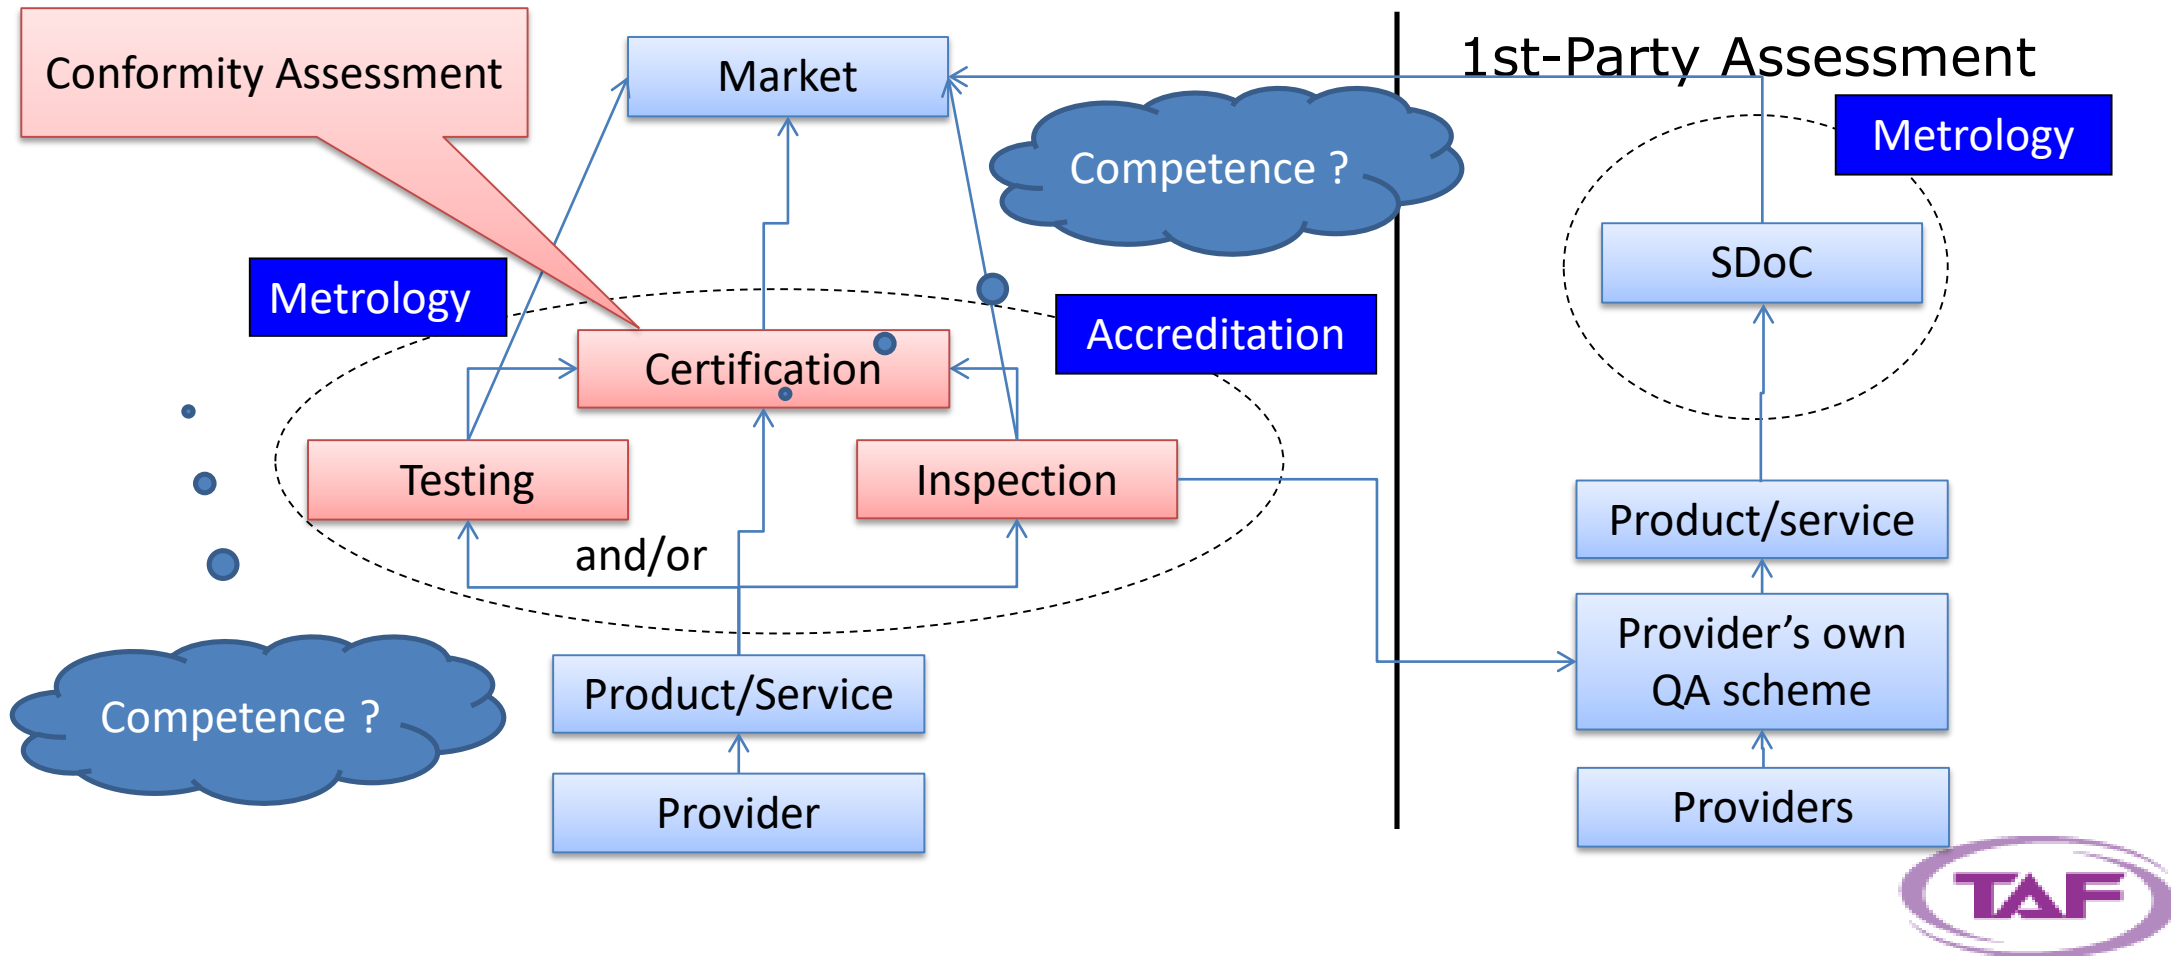 Conformity Assessment
Market
1st-Party Assessment
Competence ?
Metrology
SDoC
Metrology
Accreditation
Certification
Testing
Inspection
and/or
Product/service
Provider’s own
QA scheme
Product/Service
Competence ?
Provider
Providers
TAF